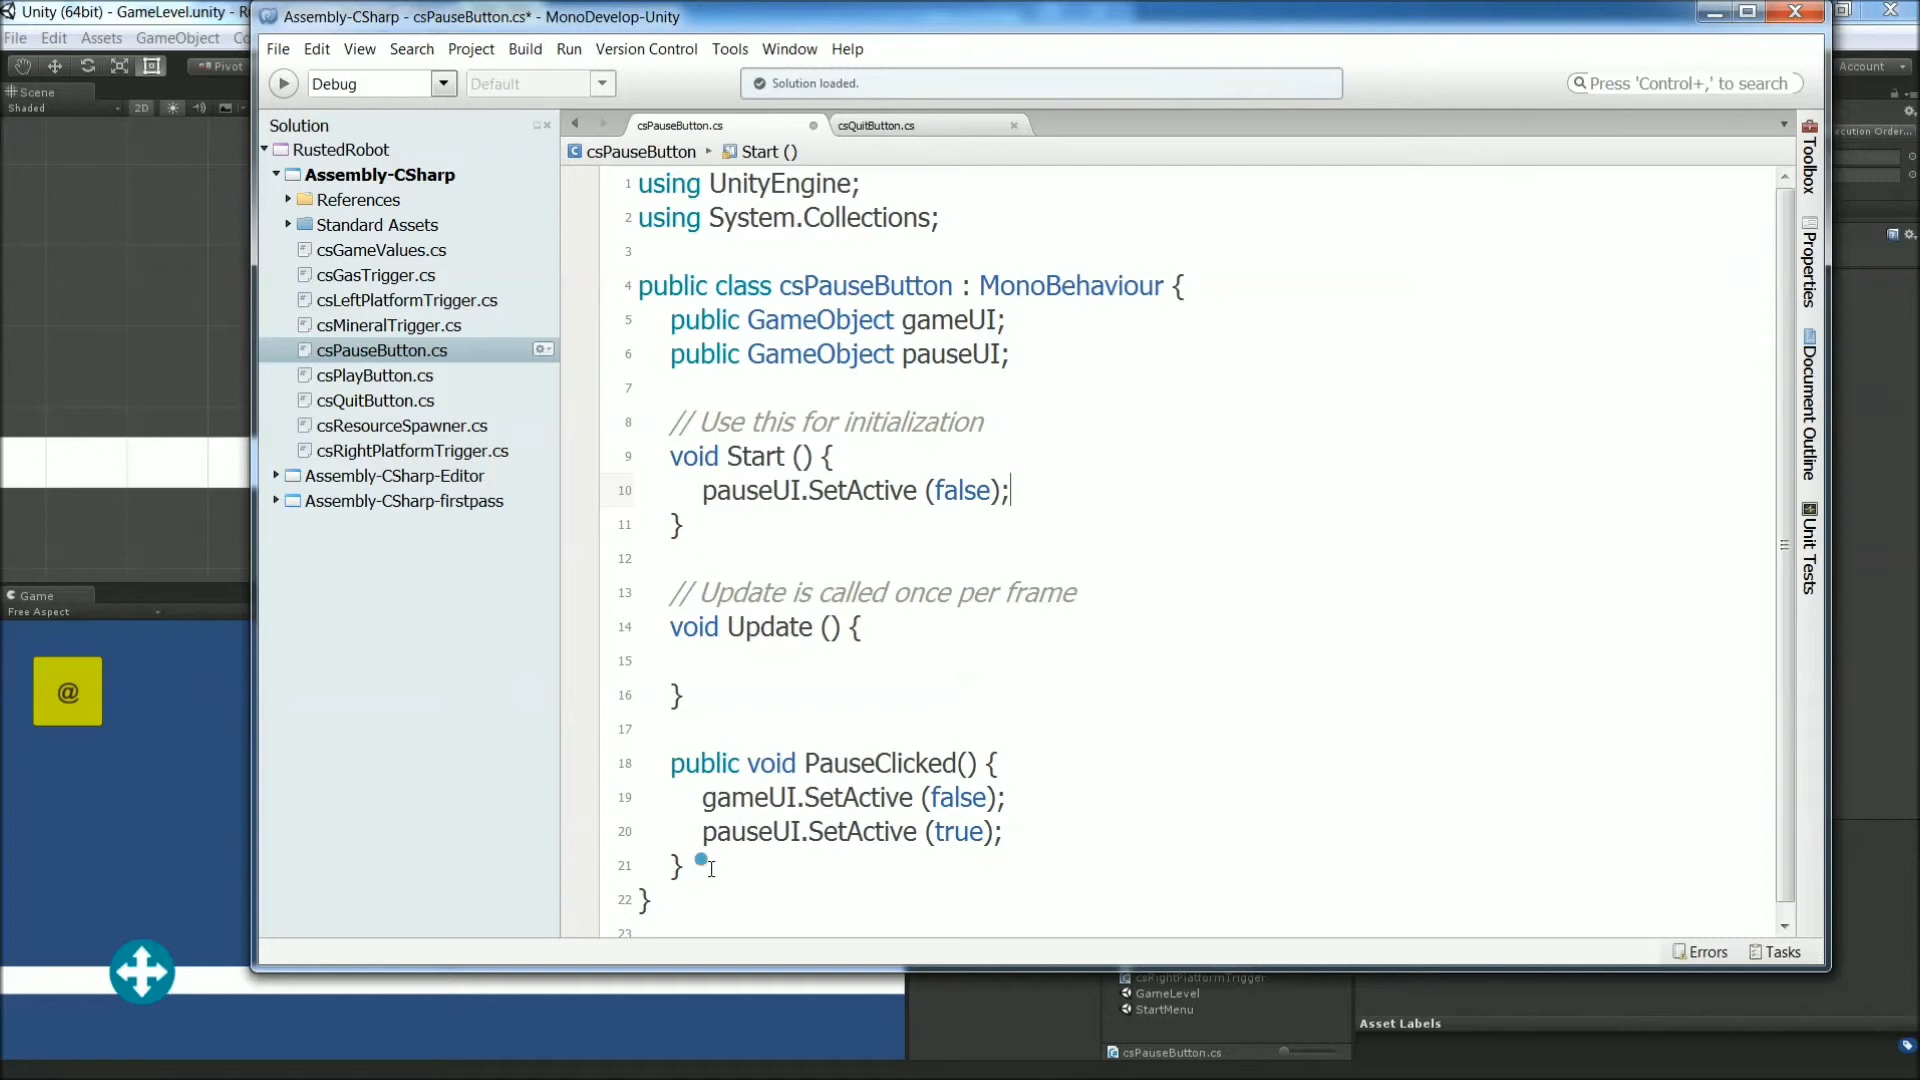 Unity (64bit) - GameLevel.unity - R
File Edit Assets GameObject Co
Pivot
Account
Scene
Shaded
2D
Assembly-CSharp - csPauseButton.cs* - MonoDevelop-Unity
File Edit View Search Project Build Run Version Control Tools Window Help
Debug
Default
Solution loaded.
Press 'Control+,' to search
Solution
RustedRobot
Assembly-CSharp
References
Standard Assets
csGameValues.cs
csGasTrigger.cs
csLeftPlatformTrigger.cs
csMineralTrigger.cs
csPauseButton.cs
csPlayButton.cs
csQuitButton.cs
csResourceSpawner.cs
csRightPlatformTrigger.cs
Assembly-CSharp-Editor
Assembly-CSharp-firstpass
csPauseButton.cs
csQuitButton.cs
csPauseButton
Start ()
1 using UnityEngine;
2 using System.Collections;
3
4 public class csPauseButton : MonoBehaviour {
5 public GameObject gameUI;
6 public GameObject pauseUI;
7
8 // Use this for initialization
9 void Start () {
10 pauseUI.SetActive (false);
11 }
12
13 // Update is called once per frame
14 void Update () {
15
16 }
17
18 public void PauseClicked() {
19 gameUI.SetActive (false);
20 pauseUI.SetActive (true);
21 }
22 }
23
Toolbox
Properties
Document Outline
Unit Tests
Errors
Tasks
ecution Order...
Game
Free Aspect
@
csRightPlatformTrigger
GameLevel
StartMenu
csPauseButton.cs
Asset Labels